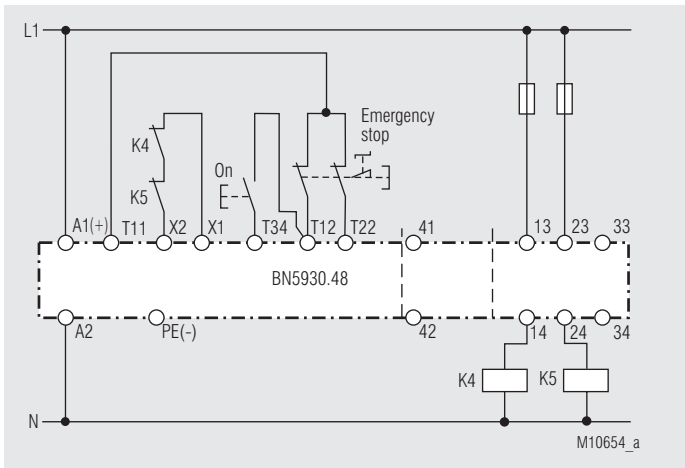 L1
Emergency
stop
K4
On
K5
A1(+) T11 X2 X1 T34 T12 T22 41 13 23 33
BN5930.48
A2 PE(-) 42 14 24 34
K4 K5
N
M10654_a